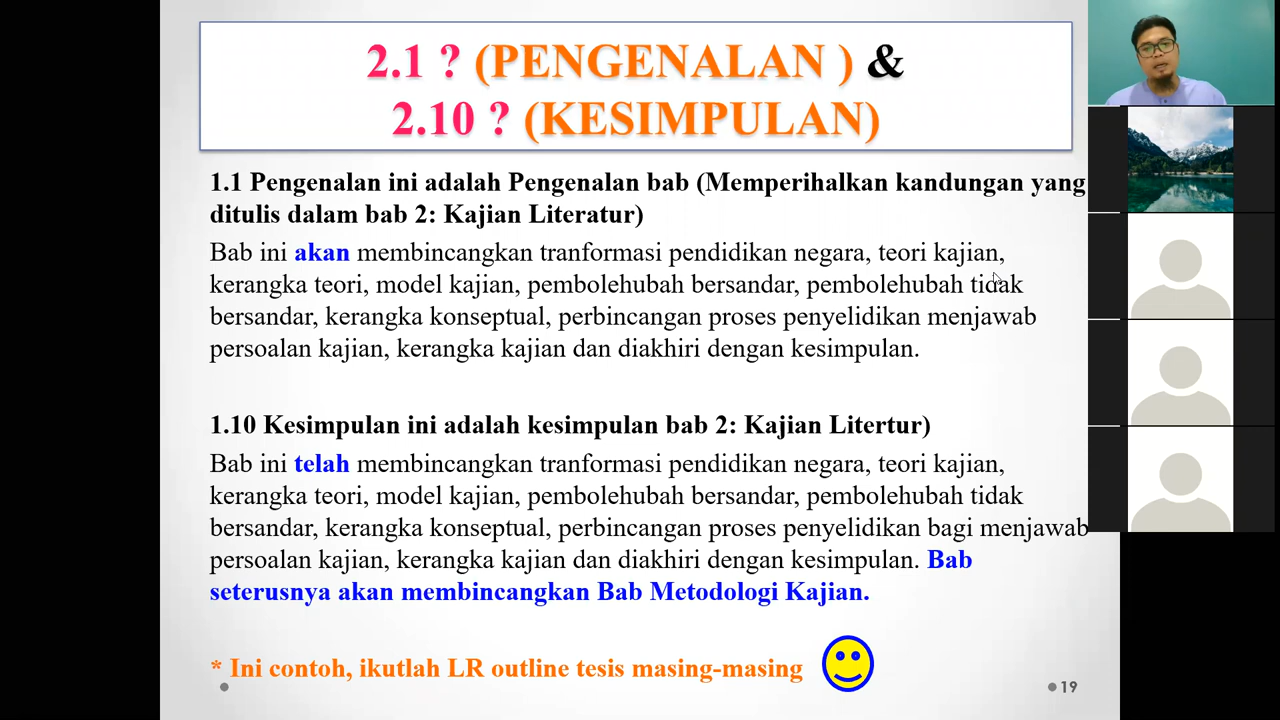 2.1 ? (PENGENALAN ) &
2.10 ? (KESIMPULAN)
1.1 Pengenalan ini adalah Pengenalan bab (Memperihalkan kandungan yang
ditulis dalam bab 2: Kajian Literatur)
Bab ini akan membincangkan tranformasi pendidikan negara, teori kajian,
kerangka teori, model kajian, pembolehubah bersandar, pembolehubah tidak
bersandar, kerangka konseptual, perbincangan proses penyelidikan menjawab
persoalan kajian, kerangka kajian dan diakhiri dengan kesimpulan.
1.10 Kesimpulan ini adalah kesimpulan bab 2: Kajian Litertur)
Bab ini telah membincangkan tranformasi pendidikan negara, teori kajian,
kerangka teori, model kajian, pembolehubah bersandar, pembolehubah tidak
bersandar, kerangka konseptual, perbincangan proses penyelidikan bagi menjawab
persoalan kajian, kerangka kajian dan diakhiri dengan kesimpulan. Bab
seterusnya akan membincangkan Bab Metodologi Kajian.
* Ini contoh, ikutlah LR outline tesis masing-masing
19